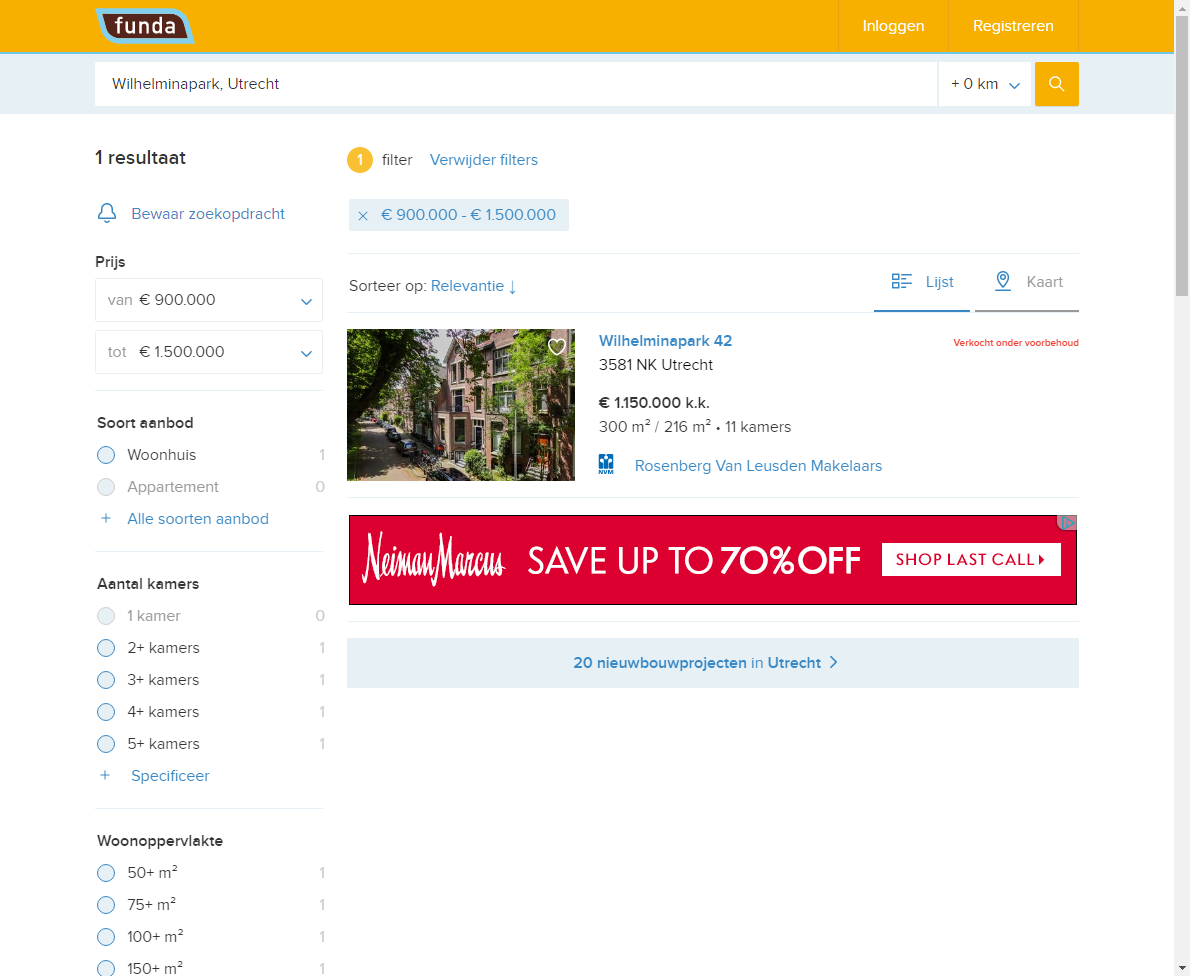 funda
Inloggen
Registreren
Wilhelminapark, Utrecht
+ 0 km
1 resultaat
Bewaar zoekopdracht
Prijs
van € 900.000
tot € 1.500.000
Soort aanbod
Woonhuis 1
Appartement 0
+ Alle soorten aanbod
Aantal kamers
1 kamer 0
2+ kamers 1
3+ kamers 1
4+ kamers 1
5+ kamers 1
+ Specificeer
Woonoppervlakte
50+ m² 1
75+ m² 1
100+ m² 1
150+ m² 1
1 filter Verwijder filters
× € 900.000 - € 1.500.000
Sorteer op: Relevantie ↓
Lijst
Kaart
Wilhelminapark 42
Verkocht onder voorbehoud
3581 NK Utrecht
€ 1.150.000 k.k.
300 m² / 216 m² • 11 kamers
NVM
Rosenberg Van Leusden Makelaars
Neiman Marcus SAVE UP TO 70% OFF SHOP LAST CALL
20 nieuwbouwprojecten in Utrecht